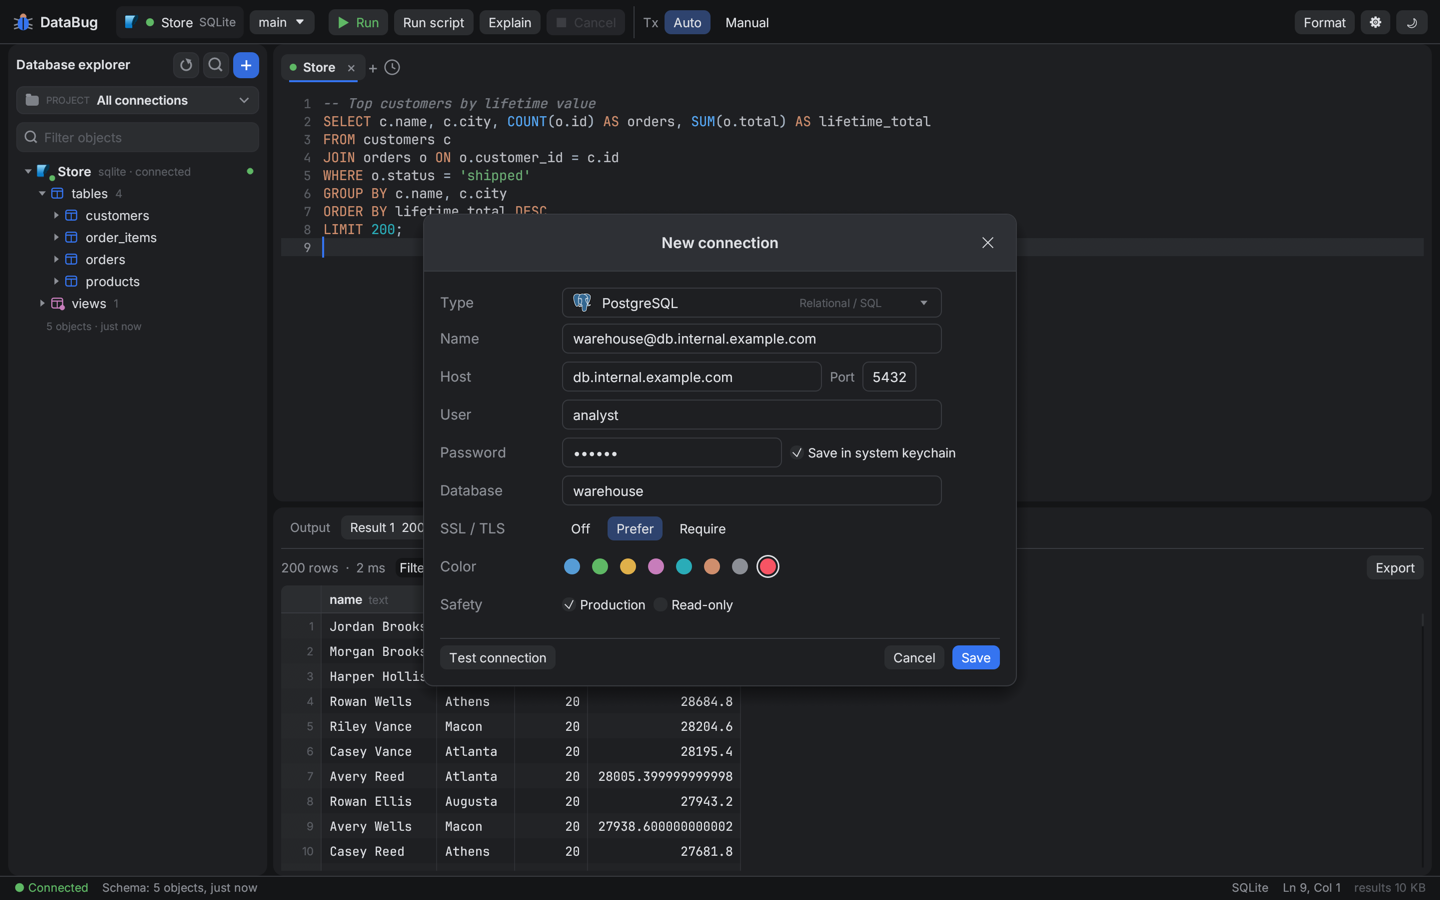 DataBug Store SQLite main Run Run script Explain Cancel Tx Auto Manual Format
Database explorer
PROJECT All connections
Filter objects
Store sqlite · connected
tables 4
customers
order_items
orders
products
views 1
5 objects · just now
Store × +
1 -- Top customers by lifetime value
2 SELECT c.name, c.city, COUNT(o.id) AS orders, SUM(o.total) AS lifetime_total
3 FROM customers c
4 JOIN orders o ON o.customer_id = c.id
5 WHERE o.status = 'shipped'
6 GROUP BY c.name, c.city
7 ORDER BY lifetime_total DESC
8 LIMIT 200;
9
New connection
Type PostgreSQL Relational / SQL
Name warehouse@db.internal.example.com
Host db.internal.example.com Port 5432
User analyst
Password •••••• Save in system keychain
Database warehouse
SSL / TLS Off Prefer Require
Color
Safety Production Read-only
Test connection Cancel Save
Output Result 1 200
200 rows · 2 ms Filte Export
name text
1 Jordan Brooks
2 Morgan Brooks
3 Harper Hollis
4 Rowan Wells Athens 20 28684.8
5 Riley Vance Macon 20 28204.6
6 Casey Vance Atlanta 20 28195.4
7 Avery Reed Atlanta 20 28005.399999999998
8 Rowan Ellis Augusta 20 27943.2
9 Avery Wells Macon 20 27938.600000000002
10 Casey Reed Athens 20 27681.8
Connected Schema: 5 objects, just now SQLite Ln 9, Col 1 results 10 KB